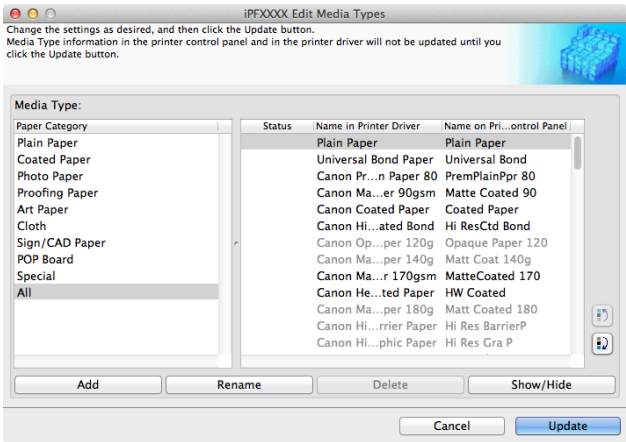 iPFXXXX Edit Media Types
Change the settings as desired, and then click the Update button.
Media Type information in the printer control panel and in the printer driver will not be updated until you
click the Update button.
Media Type:
Paper Category
Plain Paper
Coated Paper
Photo Paper
Proofing Paper
Art Paper
Cloth
Sign/CAD Paper
POP Board
Special
All
Status Name in Printer Driver Name on Pri...ontrol Panel
Plain Paper Plain Paper
Universal Bond Paper Universal Bond
Canon Pr...n Paper 80 PremPlainPpr 80
Canon Ma...er 90gsm Matte Coated 90
Canon Coated Paper Coated Paper
Canon Hi...ated Bond Hi ResCtd Bond
Canon Op...per 120g Opaque Paper 120
Canon Ma...per 140g Matt Coat 140g
Canon Ma...r 170gsm MatteCoated 170
Canon He...ted Paper HW Coated
Canon Ma...per 180g Matt Coated 180
Canon Hi...rrier Paper Hi Res BarrierP
Canon Hi...phic Paper Hi Res Gra P
Add Rename Delete Show/Hide
Cancel Update